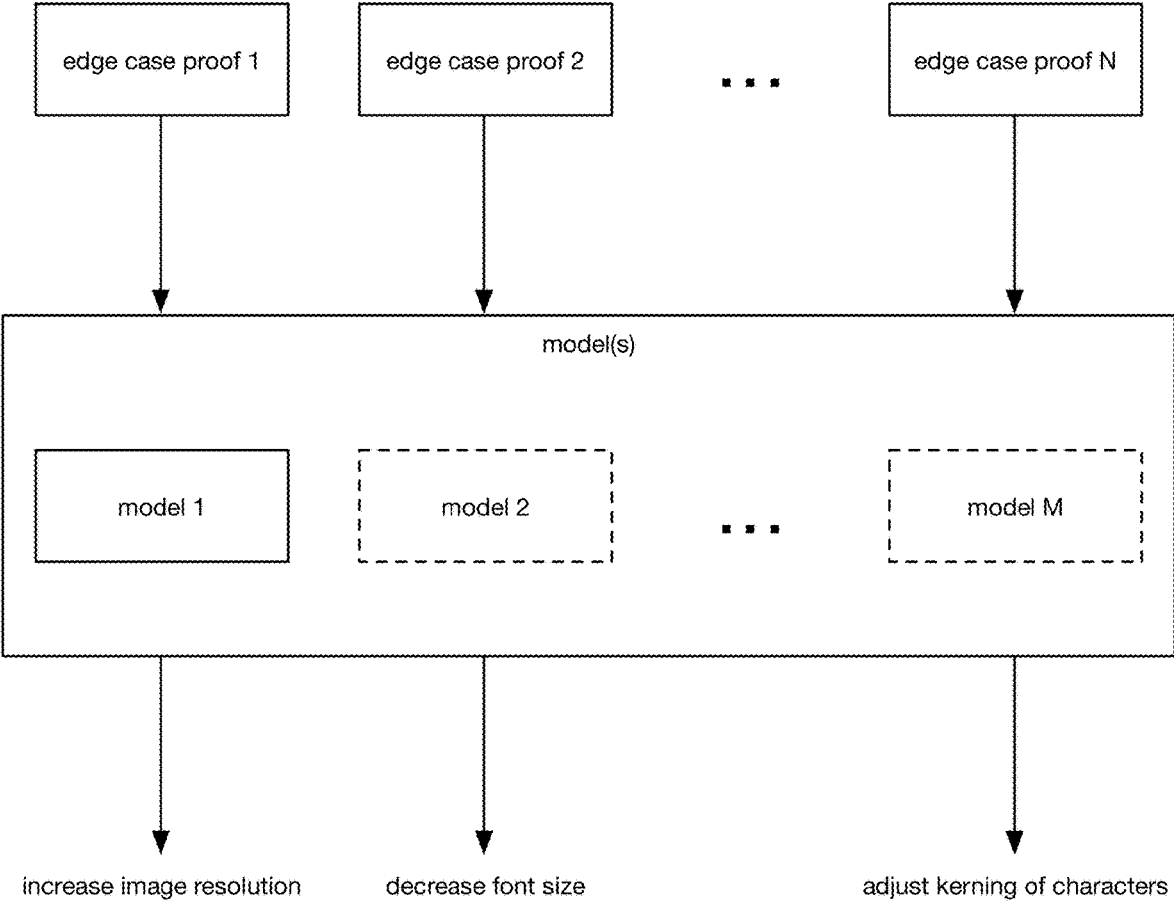 edge case proof 1
edge case proof 2
...
edge case proof N
model(s)
model 1
model 2
...
model M
increase image resolution
decrease font size
adjust kerning of characters